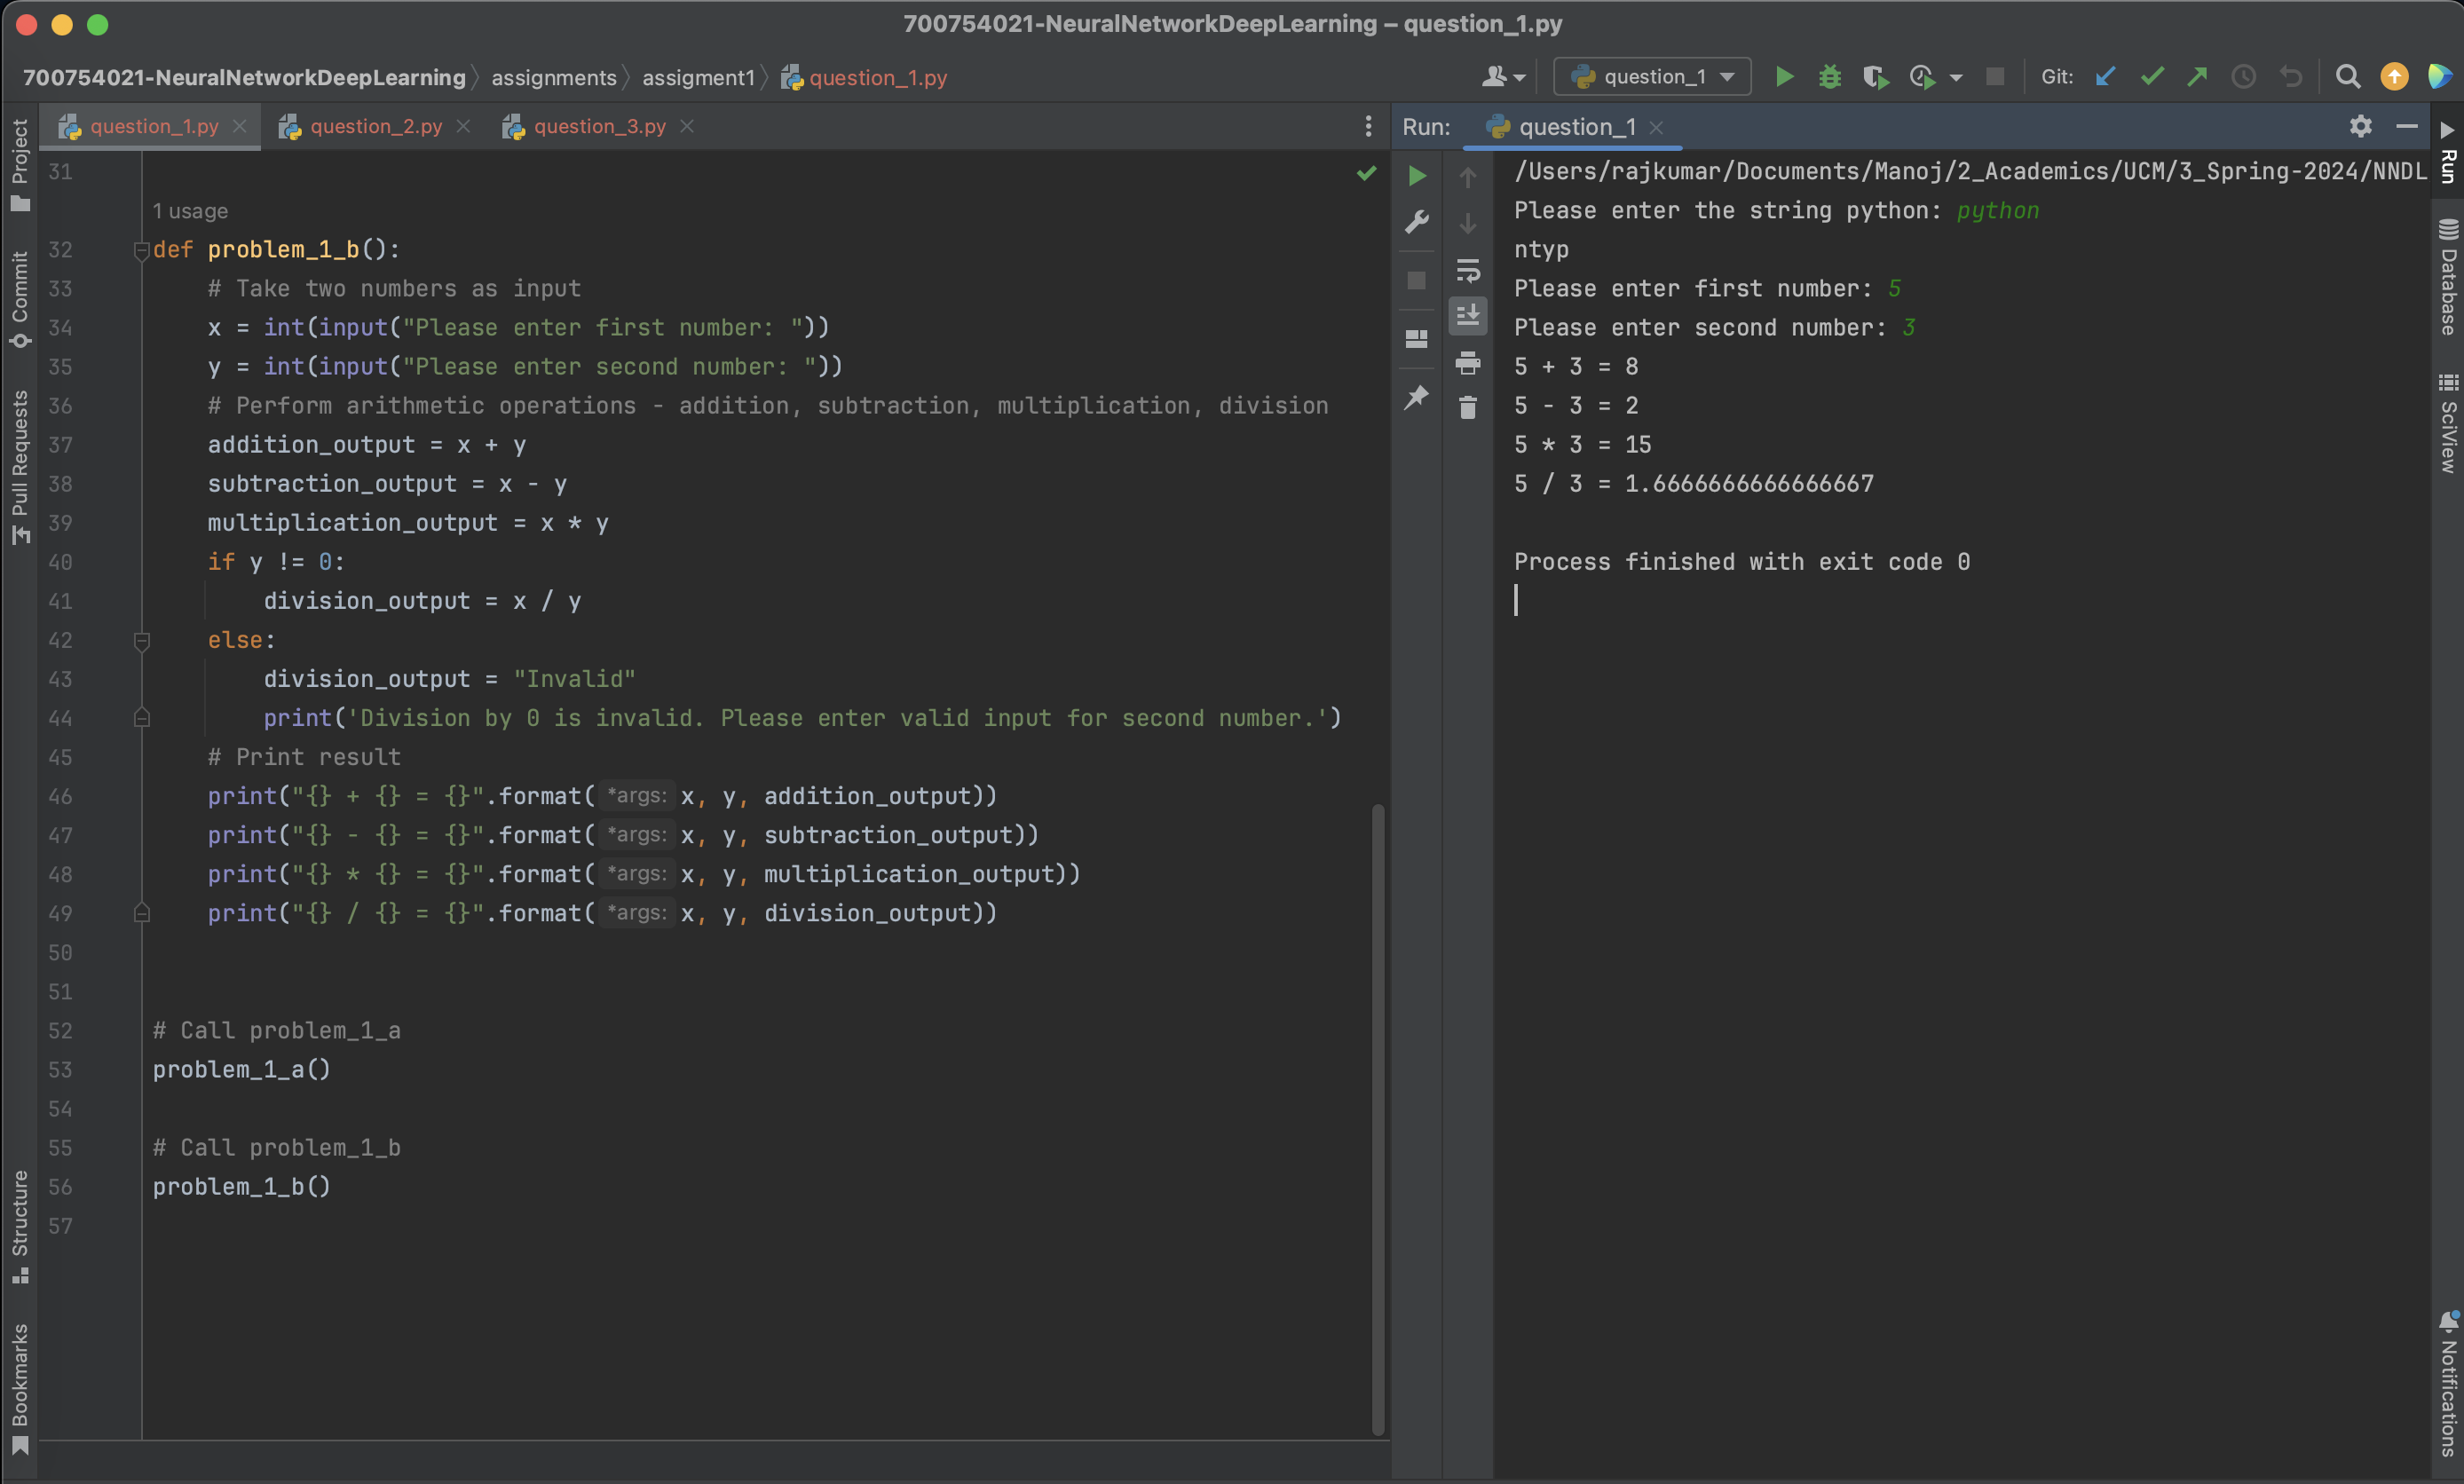 700754021-NeuralNetworkDeepLearning – question_1.py
700754021-NeuralNetworkDeepLearning assignments assigment1 question_1.py
question_1
Git:
question_1.py
question_2.py
question_3.py
Run: question_1
Project
Commit
Pull Requests
Structure
Bookmarks
31
1 usage
32 def problem_1_b():
33 # Take two numbers as input
34 x = int(input("Please enter first number: "))
35 y = int(input("Please enter second number: "))
36 # Perform arithmetic operations - addition, subtraction, multiplication, division
37 addition_output = x + y
38 subtraction_output = x - y
39 multiplication_output = x * y
40 if y != 0:
41 division_output = x / y
42 else:
43 division_output = "Invalid"
44 print('Division by 0 is invalid. Please enter valid input for second number.')
45 # Print result
46 print("{} + {} = {}".format( *args: x, y, addition_output))
47 print("{} - {} = {}".format( *args: x, y, subtraction_output))
48 print("{} * {} = {}".format( *args: x, y, multiplication_output))
49 print("{} / {} = {}".format( *args: x, y, division_output))
50
51
52 # Call problem_1_a
53 problem_1_a()
54
55 # Call problem_1_b
56 problem_1_b()
57
/Users/rajkumar/Documents/Manoj/2_Academics/UCM/3_Spring-2024/NNDL
Please enter the string python: python
ntyp
Please enter first number: 5
Please enter second number: 3
5 + 3 = 8
5 - 3 = 2
5 * 3 = 15
5 / 3 = 1.6666666666666667
Process finished with exit code 0
Run
Database
SciView
Notifications